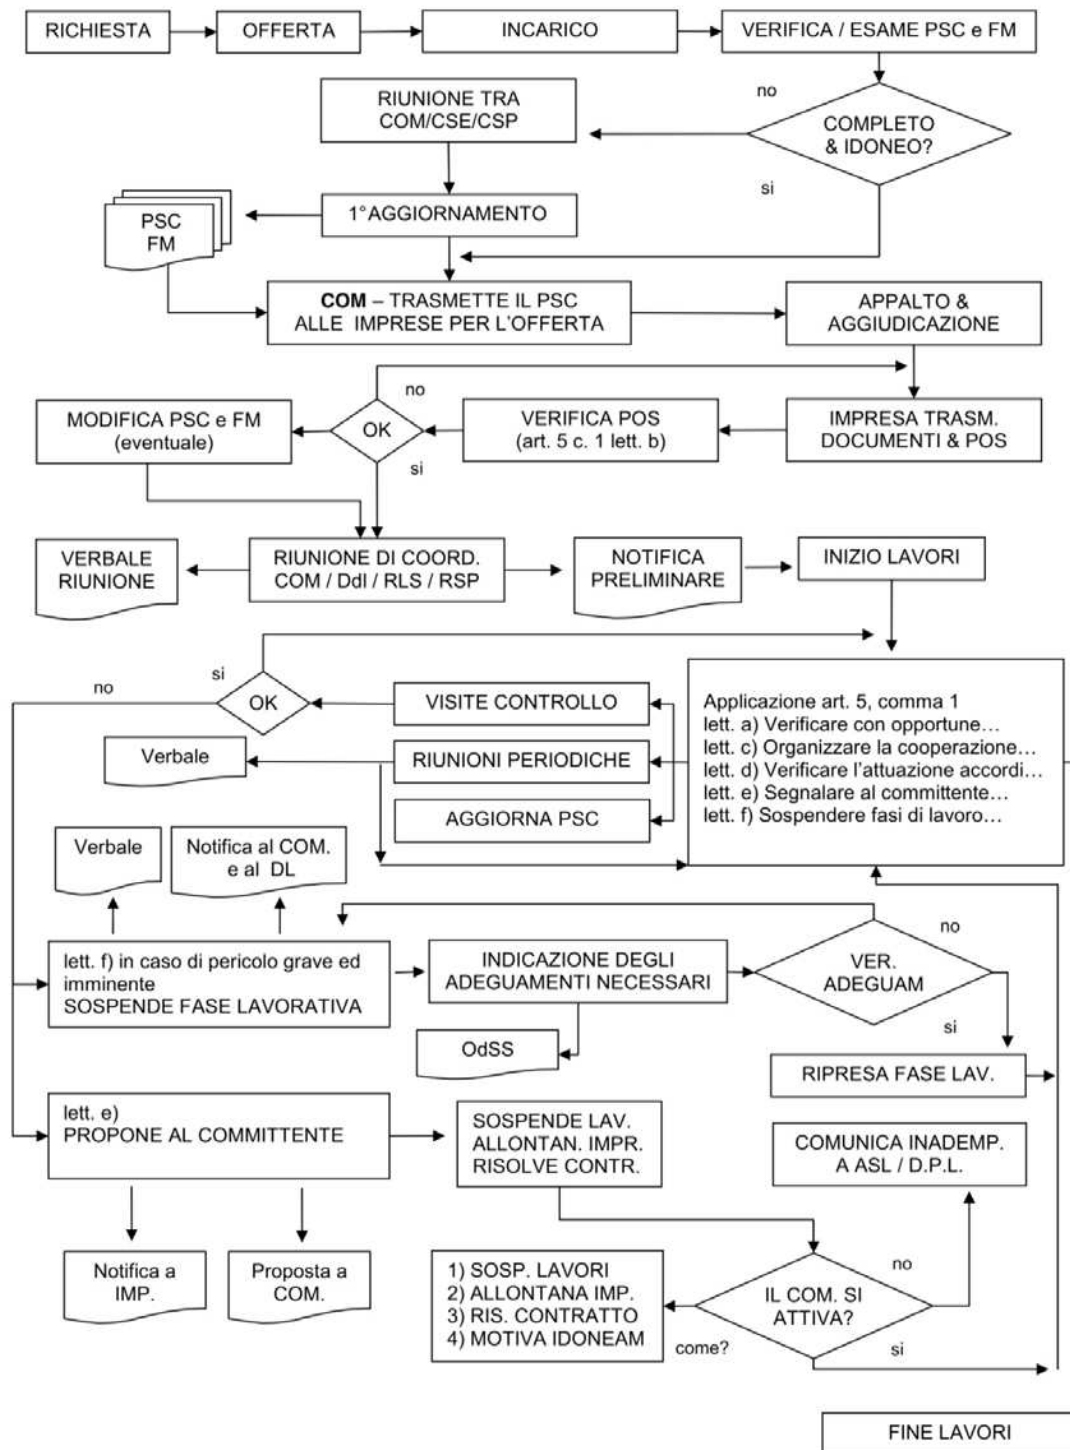 RICHIESTA
OFFERTA
INCARICO
VERIFICA / ESAME PSC e FM
RIUNIONE TRA
COM/CSE/CSP
no
COMPLETO
& IDONEO?
si
PSC
FM
1°AGGIORNAMENTO
COM – TRASMETTE IL PSC
ALLE IMPRESE PER L'OFFERTA
APPALTO &
AGGIUDICAZIONE
no
MODIFICA PSC e FM
(eventuale)
OK
si
VERIFICA POS
(art. 5 c. 1 lett. b)
IMPRESA TRASM.
DOCUMENTI & POS
VERBALE
RIUNIONE
RIUNIONE DI COORD.
COM / Ddl / RLS / RSP
NOTIFICA
PRELIMINARE
INIZIO LAVORI
no
si
OK
VISITE CONTROLLO
Verbale
RIUNIONI PERIODICHE
AGGIORNA PSC
Applicazione art. 5, comma 1
lett. a) Verificare con opportune…
lett. c) Organizzare la cooperazione…
lett. d) Verificare l'attuazione accordi…
lett. e) Segnalare al committente…
lett. f) Sospendere fasi di lavoro…
Verbale
Notifica al COM.
e al DL
lett. f) in caso di pericolo grave ed
imminente
SOSPENDE FASE LAVORATIVA
INDICAZIONE DEGLI
ADEGUAMENTI NECESSARI
no
VER.
ADEGUAM
si
OdSS
RIPRESA FASE LAV.
lett. e)
PROPONE AL COMMITTENTE
SOSPENDE LAV.
ALLONTAN. IMPR.
RISOLVE CONTR.
COMUNICA INADEMP.
A ASL / D.P.L.
Notifica a
IMP.
Proposta a
COM.
1) SOSP. LAVORI
2) ALLONTANA IMP.
3) RIS. CONTRATTO
4) MOTIVA IDONEAM
come?
IL COM. SI
ATTIVA?
no
si
FINE LAVORI